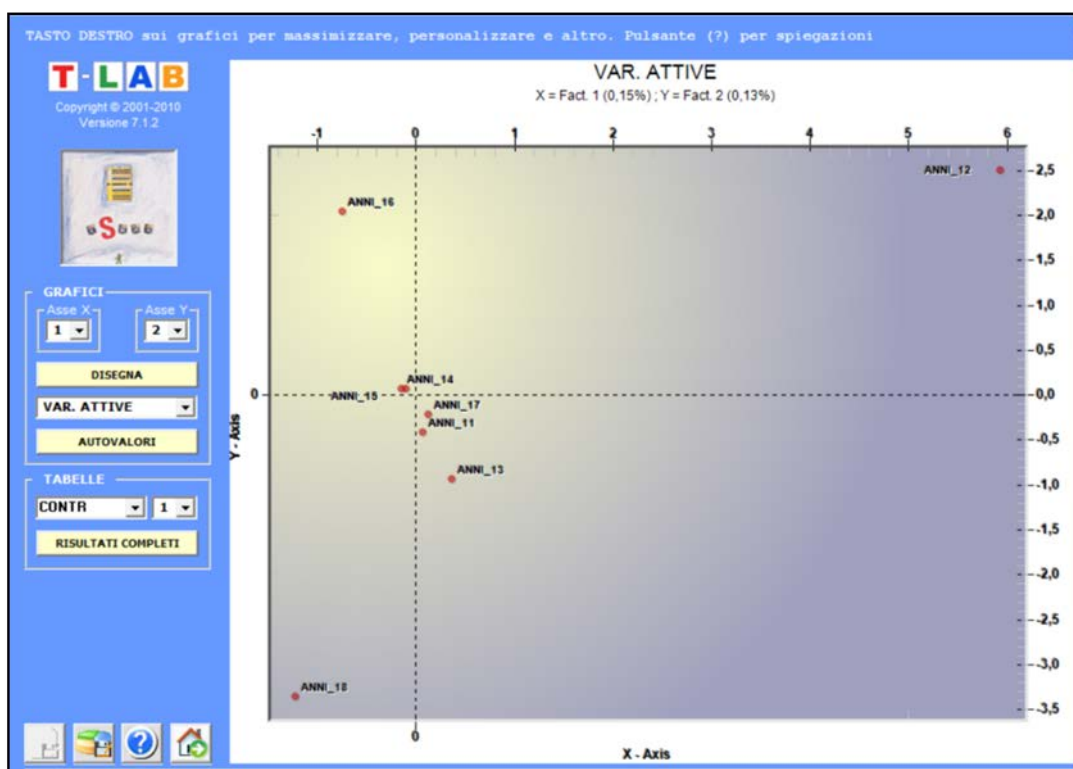 TASTO DESTRO sui grafici per massimizzare, personalizzare e altro. Pulsante (?) per spiegazioni
T-LAB
Copyright © 2001-2010
Versione 7.1.2
S
GRAFICI
Asse X
Asse Y
1
2
DISEGNA
VAR. ATTIVE
AUTOVALORI
TABELLE
CONTR
1
RISULTATI COMPLETI
VAR. ATTIVE
X = Fact. 1 (0,15%) ; Y = Fact. 2 (0,13%)
-1 0 1 2 3 4 5 6
ANNI_12
2,5
ANNI_16
2,0
1,5
1,0
0,5
ANNI_14
ANNI_15
0
0,0
ANNI_17
ANNI_11
-0,5
ANNI_13
-1,0
-1,5
-2,0
-2,5
-3,0
ANNI_18
-3,5
Y - Axis
0
X - Axis
?